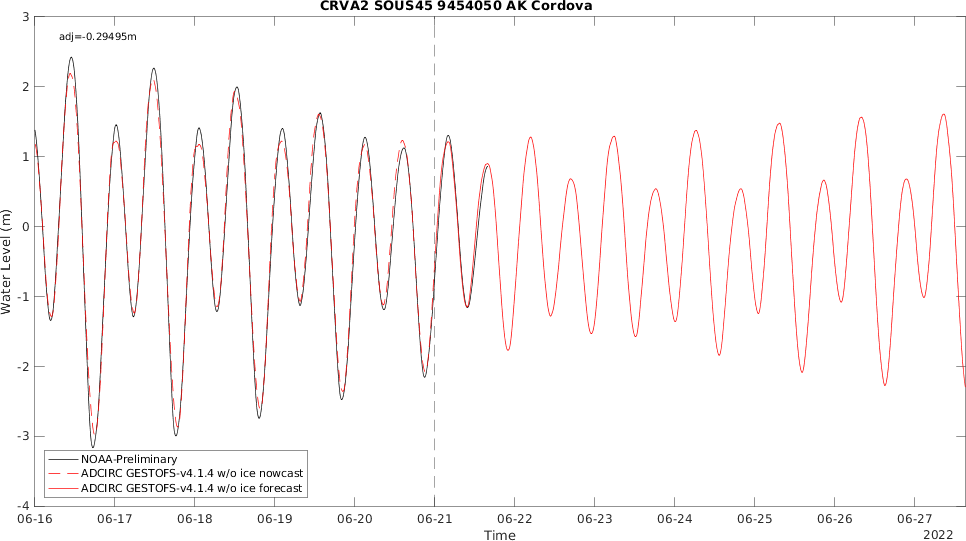 CRVA2 SOUS45 9454050 AK Cordova
adj=-0.29495m
3
2
1
0
-1
-2
-3
-4
Water Level (m)
NOAA-Preliminary
ADCIRC GESTOFS-v4.1.4 w/o ice nowcast
ADCIRC GESTOFS-v4.1.4 w/o ice forecast
06-16 06-17 06-18 06-19 06-20 06-21 06-22 06-23 06-24 06-25 06-26 06-27
Time
2022